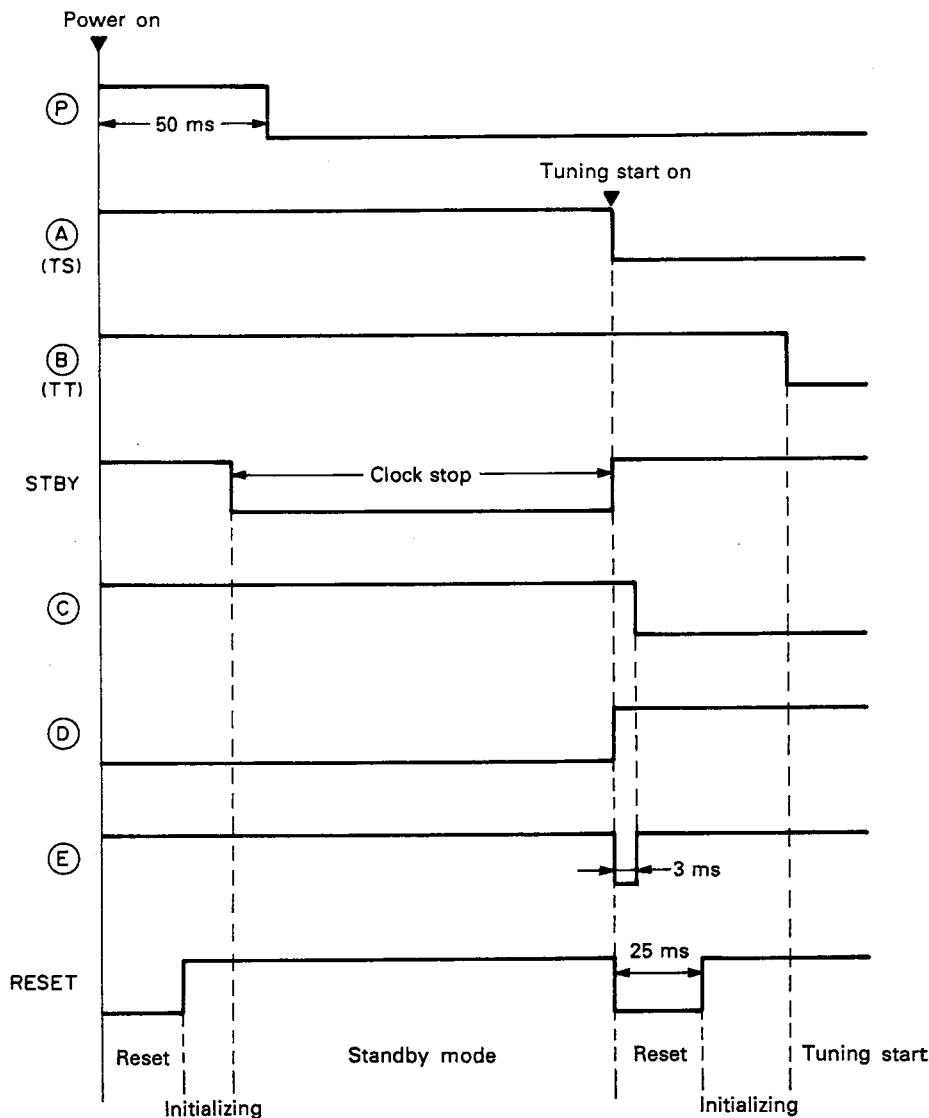 Power on
P
50 ms
Tuning start on
A
(TS)
B
(TT)
STBY
Clock stop
C
D
E
3 ms
RESET
25 ms
Reset
Standby mode
Reset
Tuning start
Initializing
Initializing